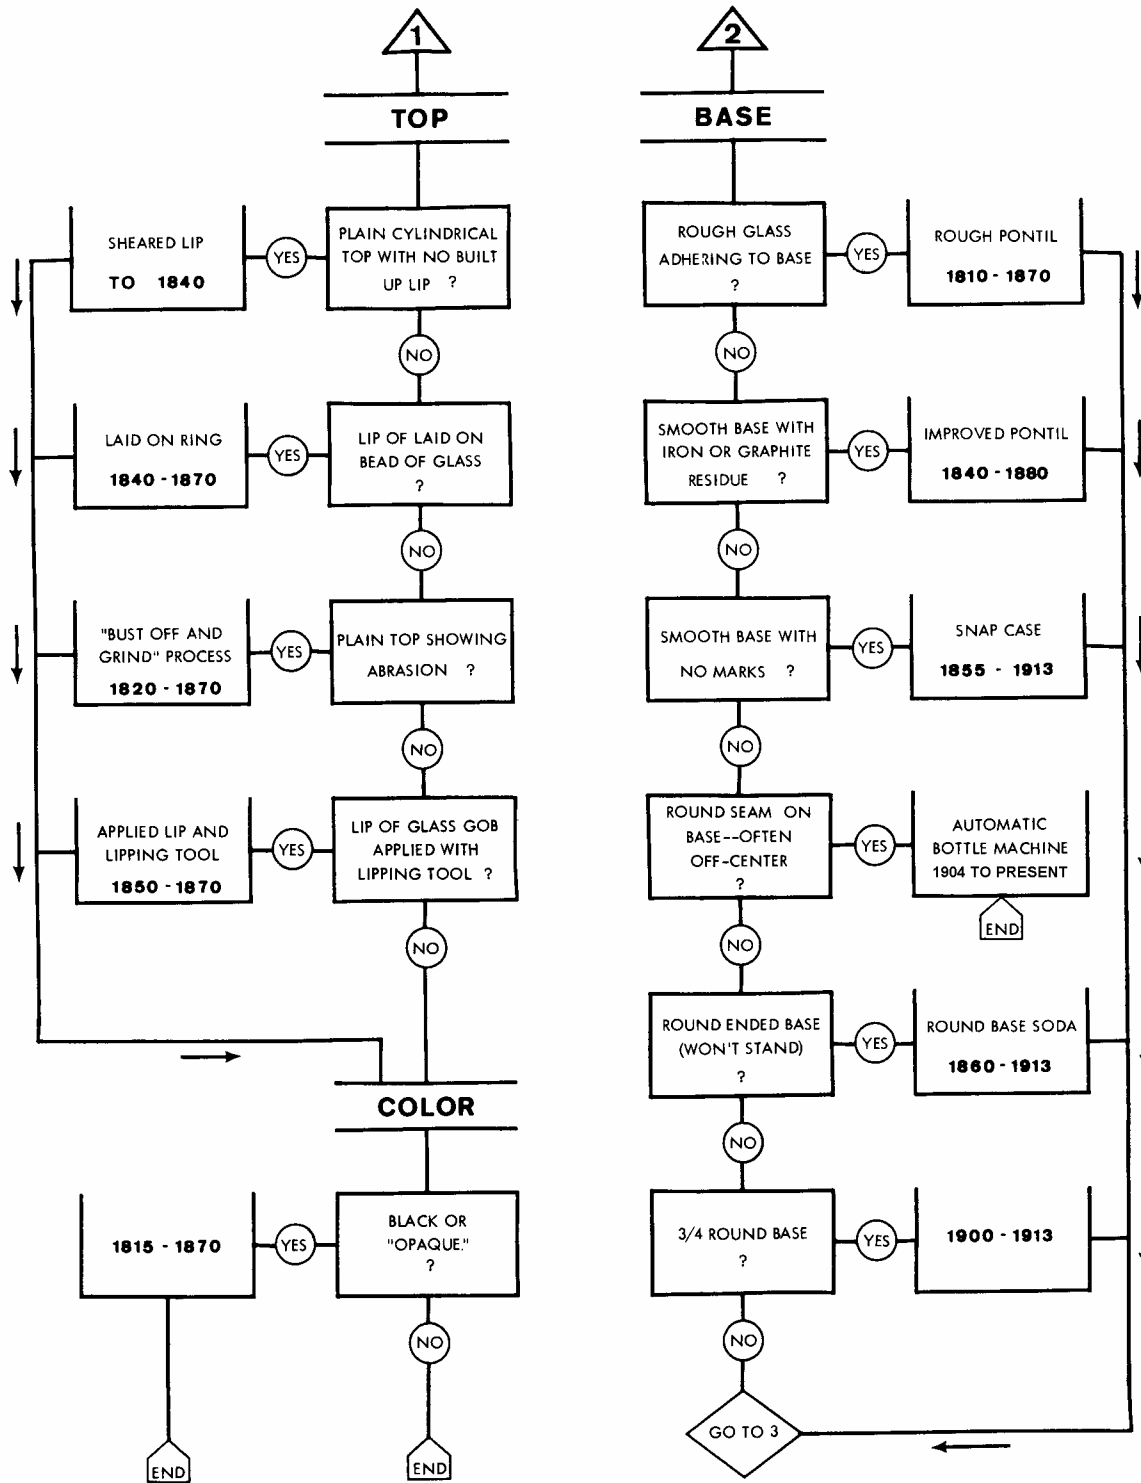 1
TOP
PLAIN CYLINDRICAL
TOP WITH NO BUILT
UP LIP ?
YES
SHEARED LIP
TO 1840
NO
LIP OF LAID ON
BEAD OF GLASS
?
YES
LAID ON RING
1840 - 1870
NO
PLAIN TOP SHOWING
ABRASION ?
YES
"BUST OFF AND
GRIND" PROCESS
1820 - 1870
NO
LIP OF GLASS GOB
APPLIED WITH
LIPPING TOOL ?
YES
APPLIED LIP AND
LIPPING TOOL
1850 - 1870
NO
COLOR
BLACK OR
"OPAQUE."
?
YES
1815 - 1870
NO
END
END
2
BASE
ROUGH GLASS
ADHERING TO BASE
?
YES
ROUGH PONTIL
1810 - 1870
NO
SMOOTH BASE WITH
IRON OR GRAPHITE
RESIDUE ?
YES
IMPROVED PONTIL
1840 - 1880
NO
SMOOTH BASE WITH
NO MARKS ?
YES
SNAP CASE
1855 - 1913
NO
ROUND SEAM ON
BASE--OFTEN
OFF-CENTER
?
YES
AUTOMATIC
BOTTLE MACHINE
1904 TO PRESENT
END
NO
ROUND ENDED BASE
(WON'T STAND)
?
YES
ROUND BASE SODA
1860 - 1913
NO
3/4 ROUND BASE
?
YES
1900 - 1913
NO
GO TO 3